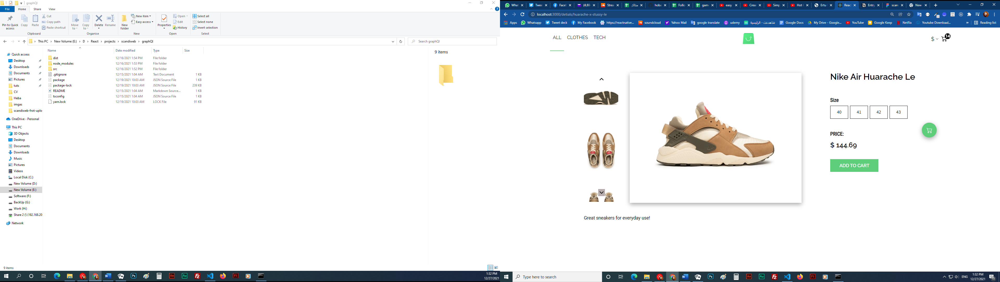 graphQl
File
Home
Share
View
Pin to Quick access
Copy
Paste
Cut
Copy path
Paste shortcut
Move to
Copy to
Delete
Rename
New folder
New item
Easy access
Properties
Open
Edit
History
Select all
Select none
Invert selection
Clipboard
Organise
New
Open
Select
This PC > New Volume (E:) > D > React > projects > scandiweb > graphQl
Search graphQl
Name Date modified Type Size
dist 12/16/2021 1:54 PM File folder
node_modules 12/16/2021 1:53 PM File folder
src 12/16/2021 1:52 PM File folder
.gitignore 12/15/2021 1:04 AM Text Document 1 KB
package 12/19/2021 10:03 AM JSON Source File 1 KB
package-lock 12/19/2021 10:03 AM JSON Source File 239 KB
README 12/15/2021 1:04 AM Markdown Source... 1 KB
tsconfig 12/15/2021 1:04 AM JSON Source File 1 KB
yarn.lock 12/19/2021 10:03 AM LOCK File 91 KB
9 items
Quick access
Desktop
Downloads
Documents
Pictures
tuts
CV
Heba
imgas
scandiweb-frot-uplo
OneDrive - Personal
This PC
3D Objects
Desktop
Documents
Downloads
Music
Pictures
Videos
Local Disk (C:)
New Volume (D:)
New Volume (E:)
Software (F:)
BackUp (G:)
Work (H:)
Share 2 (\\192.168.20
Network
9 items
1:32 PM
12/27/2021
What
Twee
Faceb
(4,69
Strea
مذاكر
hoba
Follo
game
easy
Crea
Simp
Hot
Ertu
Reac
Entry
scan
New
localhost:3000/detials/huarache-x-stussy-le
Apps
Whatsapp
Tweet deck
My Facebook
https://reactnative...
soundcloud
Yahoo Mail
google translate
udemy
شاهد.نت - الرئيسية
Google Docs
My Drive - Google...
YouTube
Google Keep
Netflix
Youtube Download...
»
Reading list
ALL CLOTHES TECH
$
14
Nike Air Huarache Le
Size
40 41 42 43
PRICE:
$ 144.69
ADD TO CART
Great sneakers for everyday use!
Type here to search
ENG
1:32 PM
12/27/2021